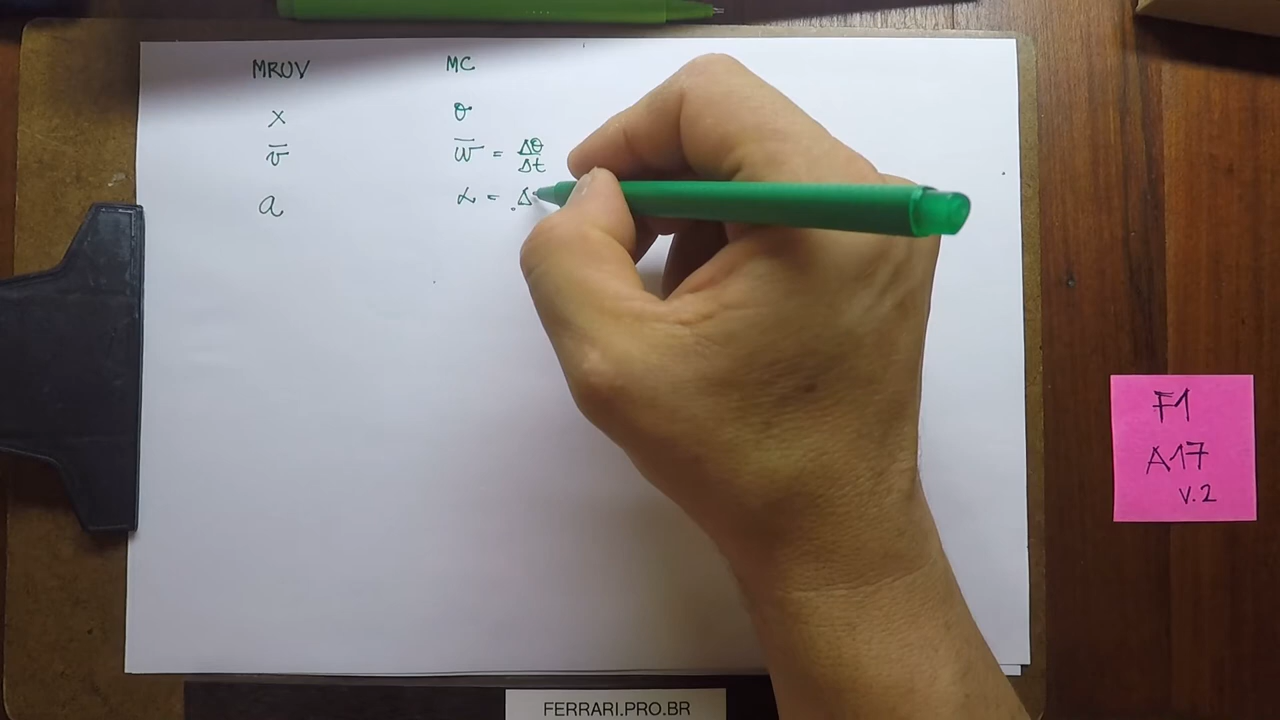 MRUV MC
x θ
v̄ w̄ = Δθ/Δt
a α = Δ
F1
A17
v.2
FERRARI.PRO.BR